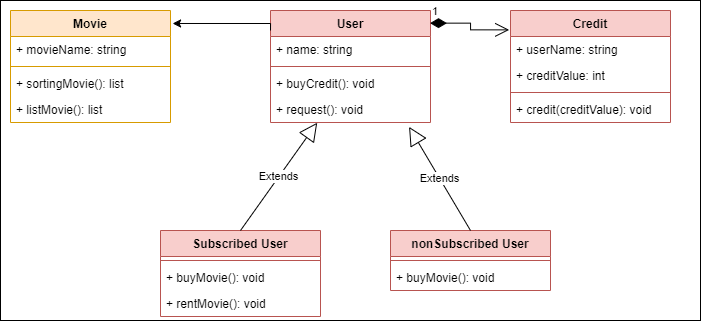 Movie
+ movieName: string
+ sortingMovie(): list
+ listMovie(): list
User
+ name: string
+ buyCredit(): void
+ request(): void
1
Credit
+ userName: string
+ creditValue: int
+ credit(creditValue): void
Extends
Extends
Subscribed User
+ buyMovie(): void
+ rentMovie(): void
nonSubscribed User
+ buyMovie(): void